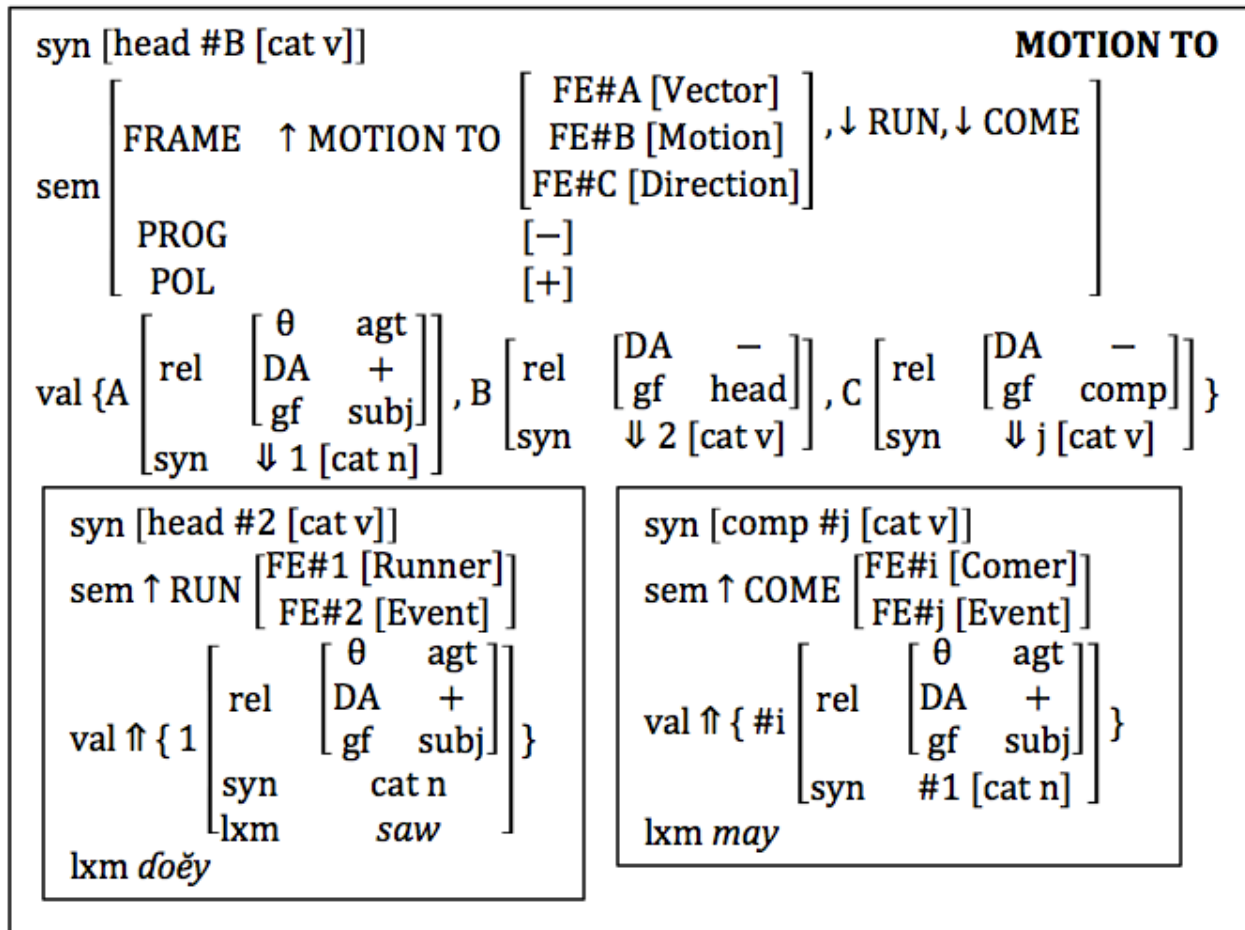 syn [head #B [cat v]] MOTION TO
sem [FRAME ↑ MOTION TO [FE#A [Vector]
FE#B [Motion]
FE#C [Direction]], ↓ RUN, ↓ COME
PROG [−]
POL [+]]
val {A [rel [θ agt
DA +
gf subj]
syn ⇓ 1 [cat n]], B [rel [DA −
gf head]
syn ⇓ 2 [cat v]], C [rel [DA −
gf comp]
syn ⇓ j [cat v]] }
syn [head #2 [cat v]]
sem ↑ RUN [FE#1 [Runner]
FE#2 [Event]]
val ⇑ { 1 [rel [θ agt
DA +
gf subj]
syn cat n
lxm saw] }
lxm ɗoĕy
syn [comp #j [cat v]]
sem ↑ COME [FE#i [Comer]
FE#j [Event]]
val ⇑ { #i [rel [θ agt
DA +
gf subj]
syn #1 [cat n]] }
lxm may